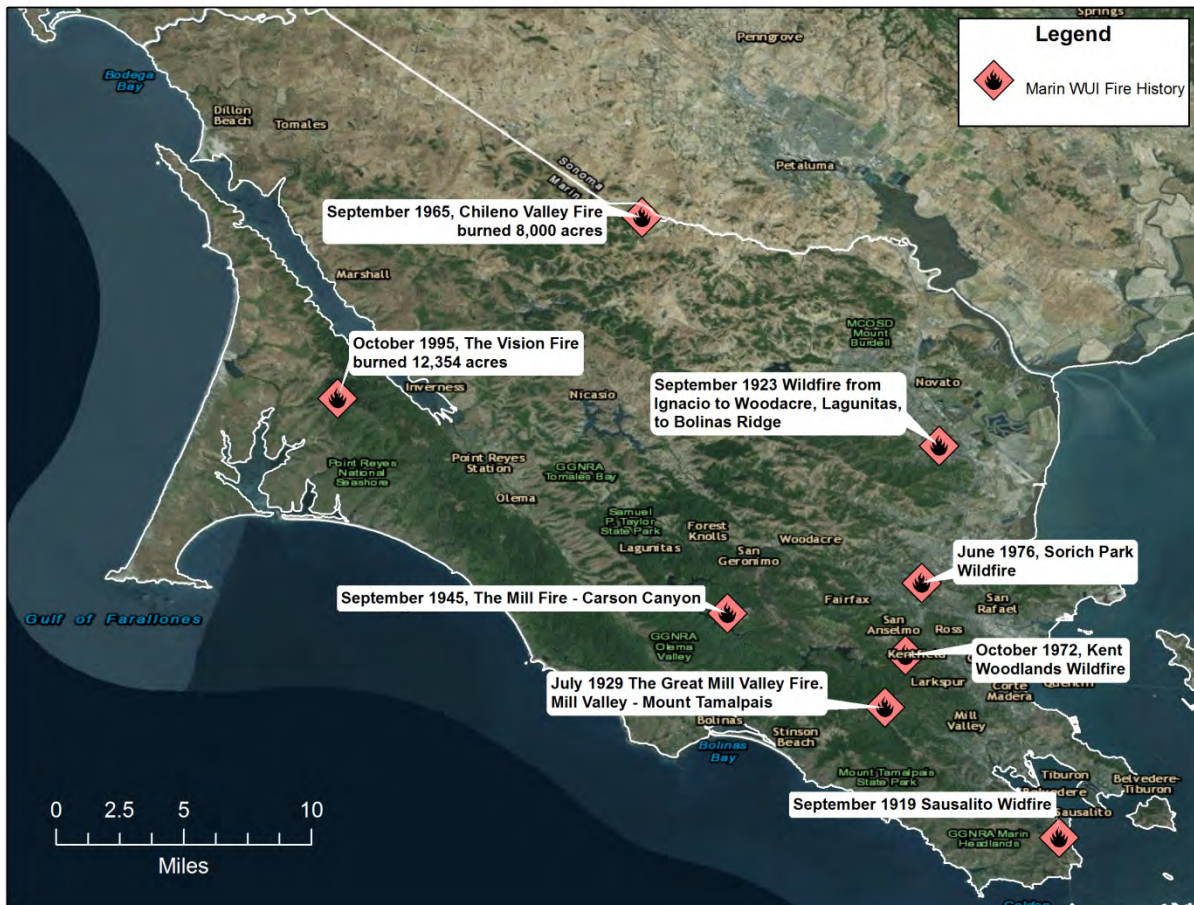 Springs
Penngrove
Legend
Marin WUI Fire History
Bodega
Bay
Dillon
Beach
Tomales
Petaluma
Sonoma
Marin
September 1965, Chileno Valley Fire
burned 8,000 acres
Marshall
MCOSD
Mount
Burdell
October 1995, The Vision Fire
burned 12,354 acres
Inverness
Nicasio
Novato
September 1923 Wildfire from
Ignacio to Woodacre, Lagunitas,
to Bolinas Ridge
Point Reyes
National
Seashore
Point Reyes
Station
GGNRA
Tomales Bay
Olema
Samuel
P. Taylor
State Park
Forest
Knolls
Lagunitas
San
Geronimo
Woodacre
June 1976, Sorich Park
Wildfire
September 1945, The Mill Fire - Carson Canyon
Fairfax
San
Rafael
Gulf of Farallones
San
Anselmo
Ross
GGNRA
Olema
Valley
Kentfield
October 1972, Kent
Woodlands Wildfire
July 1929 The Great Mill Valley Fire.
Mill Valley - Mount Tamalpais
Larkspur
Corte
Madera
Quentin
Bolinas
Mill
Valley
Stinson
Beach
Bolinas
Bay
Mount Tamalpais
State Park
Tiburon
Belvedere
Belvedere-
Tiburon
September 1919 Sausalito Widfire
Sausalito
GGNRA Marin
Headlands
0 2.5 5 10
Miles